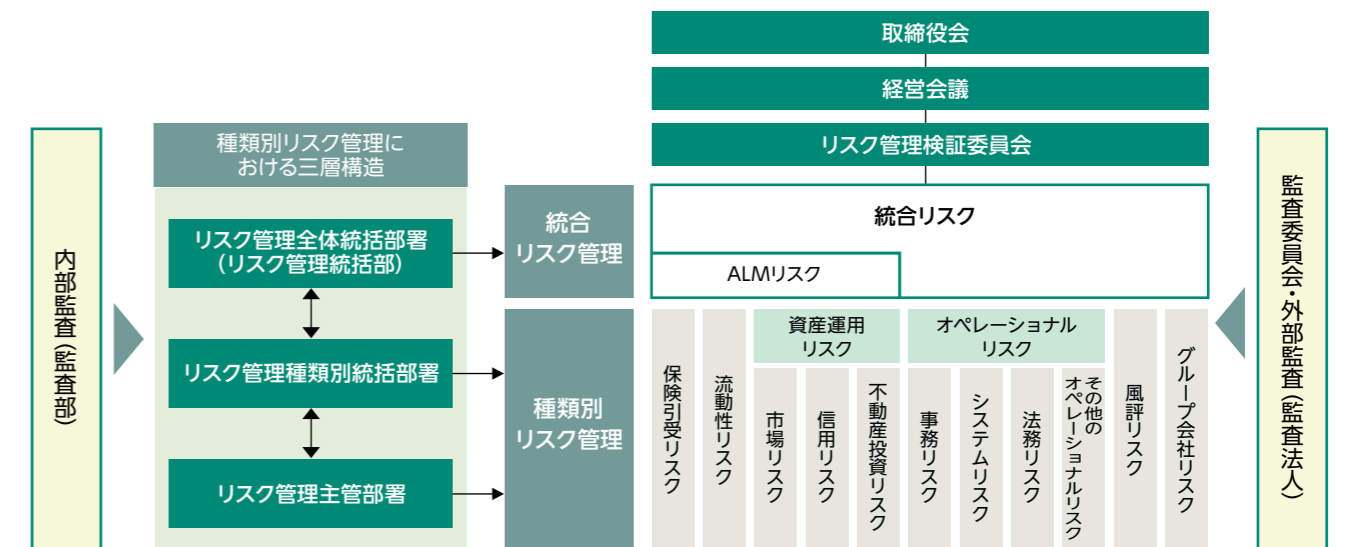 取締役会
経営会議
リスク管理検証委員会
内部監査（監査部）
種類別リスク管理に
おける三層構造
リスク管理全体統括部署
（リスク管理統括部）
リスク管理種類別統括部署
リスク管理主管部署
統合
リスク管理
種類別
リスク管理
統合リスク
ALMリスク
保険引受リスク
流動性リスク
資産運用
リスク
市場リスク
信用リスク
不動産投資リスク
オペレーショナル
リスク
事務リスク
システムリスク
法務リスク
その他の
オペレーショナルリスク
風評リスク
グループ会社リスク
監査委員会・外部監査（監査法人）